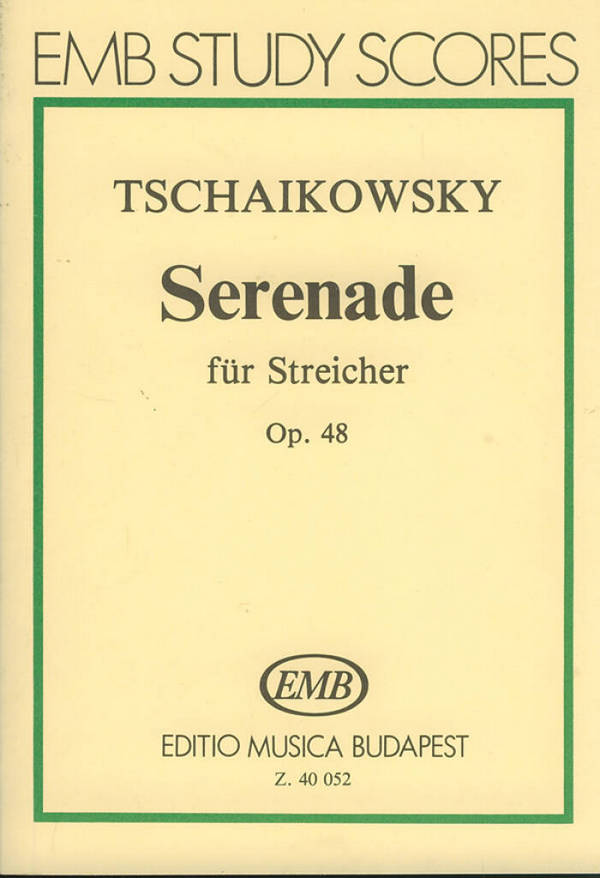 EMB STUDY SCORES
TSCHAIKOWSKY
Serenade
für Streicher
Op. 48
EMB
EDITIO MUSICA BUDAPEST
Z. 40 052